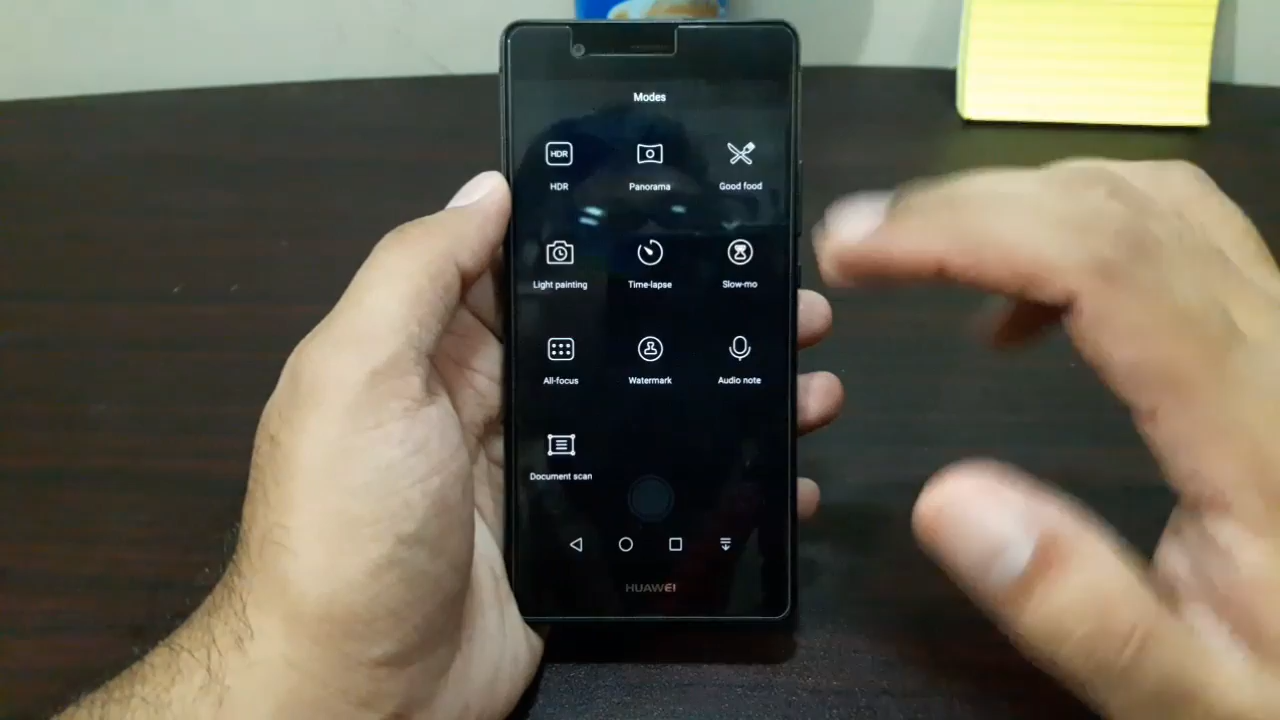 Modes
HDR
HDR Panorama Good food
Light painting Time-lapse Slow-mo
All-focus Watermark Audio note
Document scan
HUAWEI